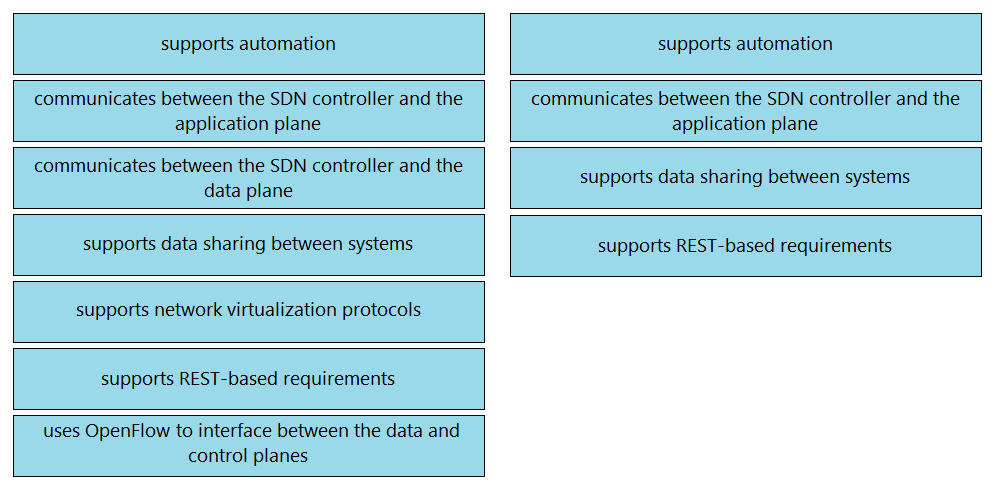 supports automation
communicates between the SDN controller and the
application plane
communicates between the SDN controller and the
data plane
supports data sharing between systems
supports network virtualization protocols
supports REST-based requirements
uses OpenFlow to interface between the data and
control planes
supports automation
communicates between the SDN controller and the
application plane
supports data sharing between systems
supports REST-based requirements